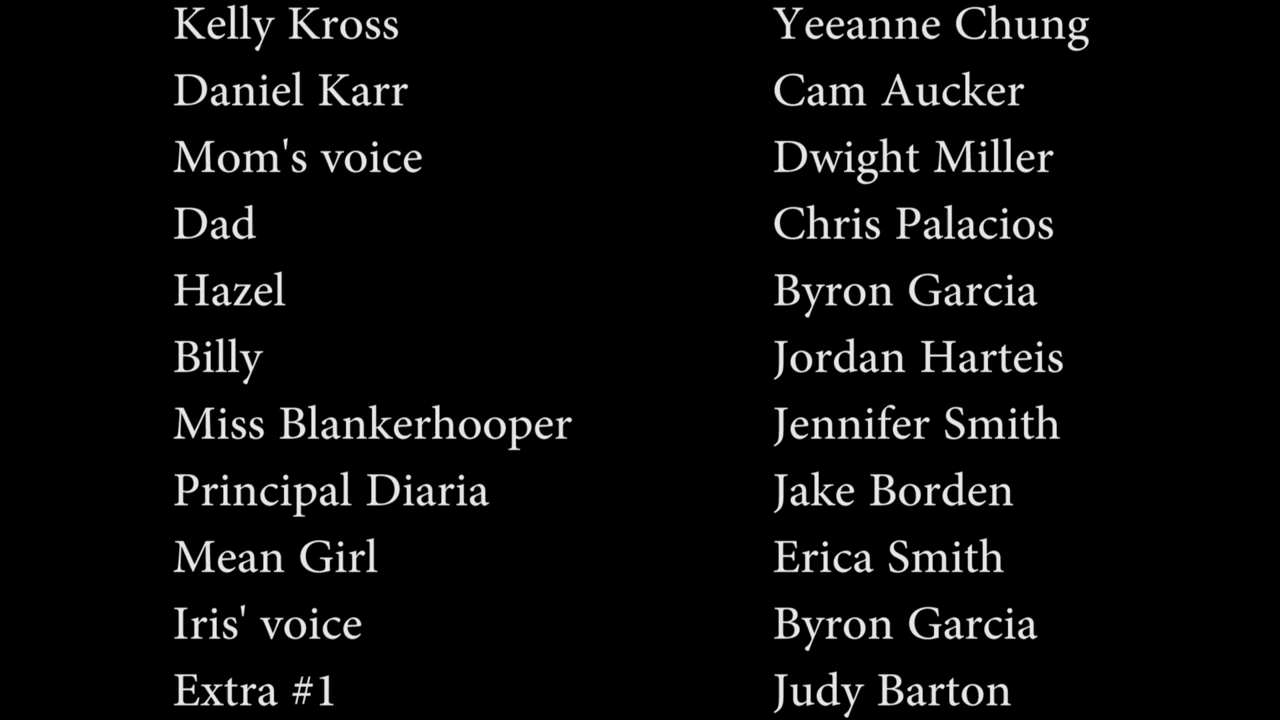 Kelly Kross Yeeanne Chung
Daniel Karr Cam Aucker
Mom's voice Dwight Miller
Dad Chris Palacios
Hazel Byron Garcia
Billy Jordan Harteis
Miss Blankerhooper Jennifer Smith
Principal Diaria Jake Borden
Mean Girl Erica Smith
Iris' voice Byron Garcia
Extra #1 Judy Barton